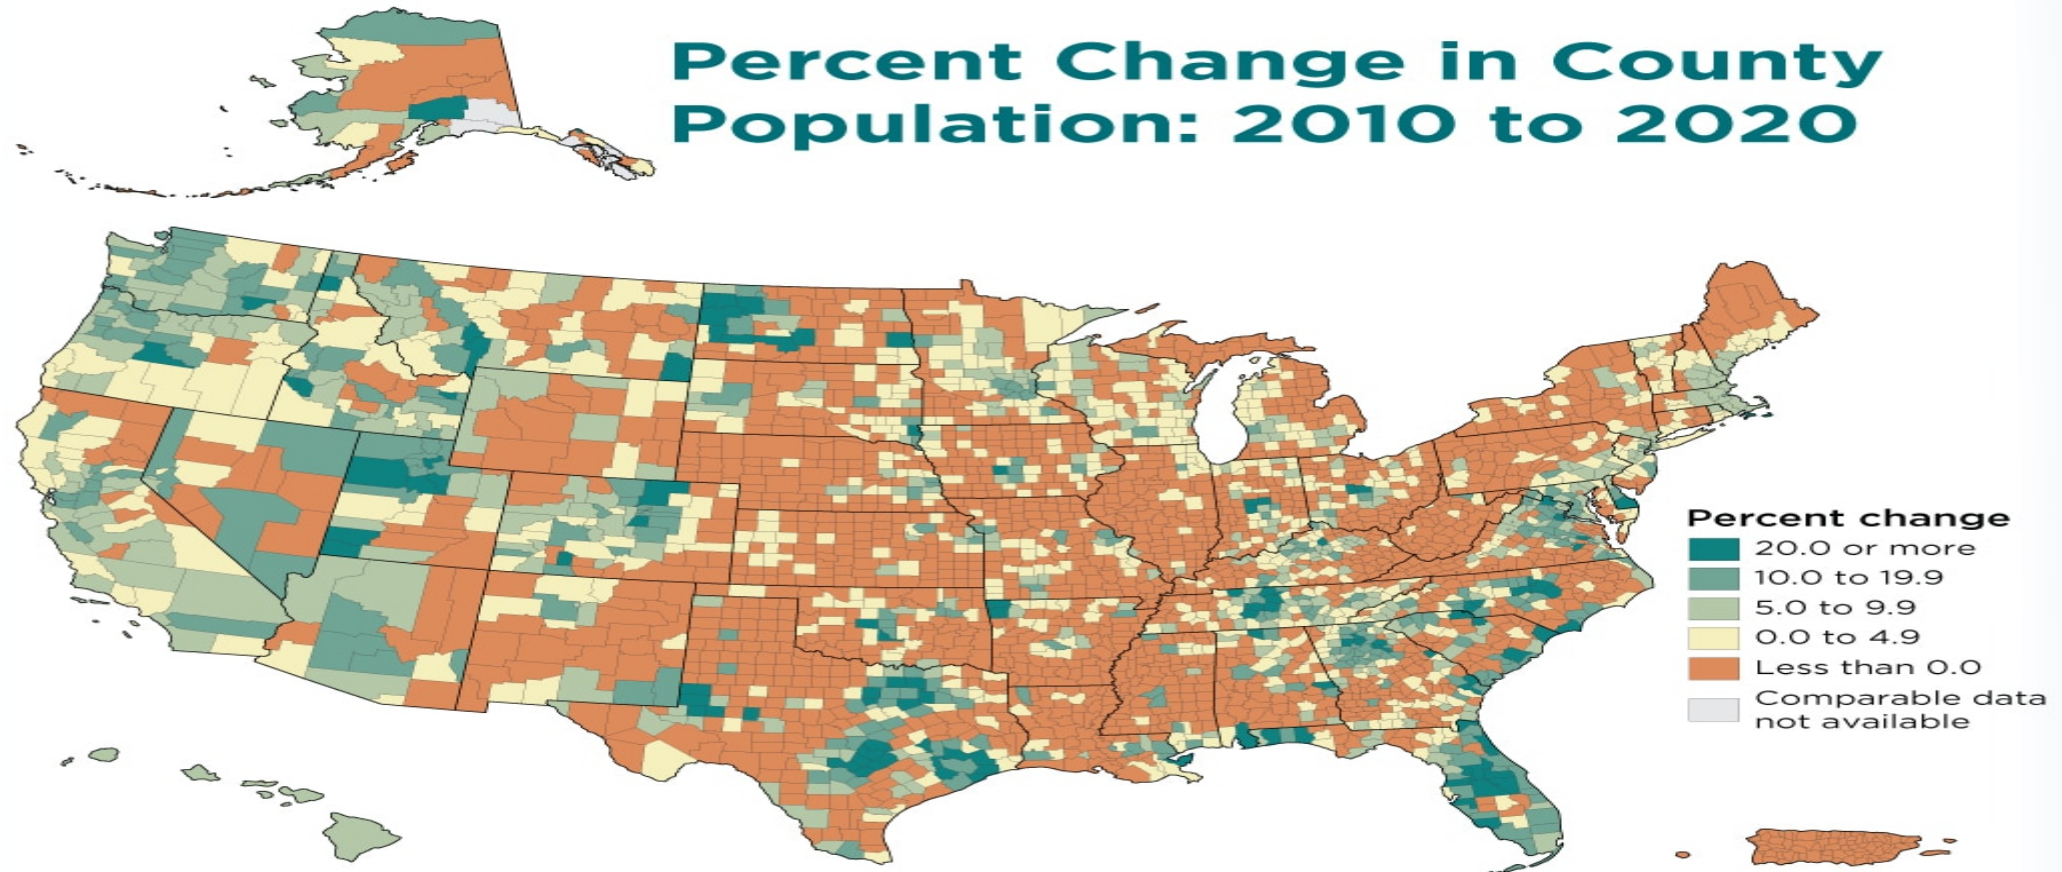 Percent Change in County
Population: 2010 to 2020
Percent change
20.0 or more
10.0 to 19.9
5.0 to 9.9
0.0 to 4.9
Less than 0.0
Comparable data
not available